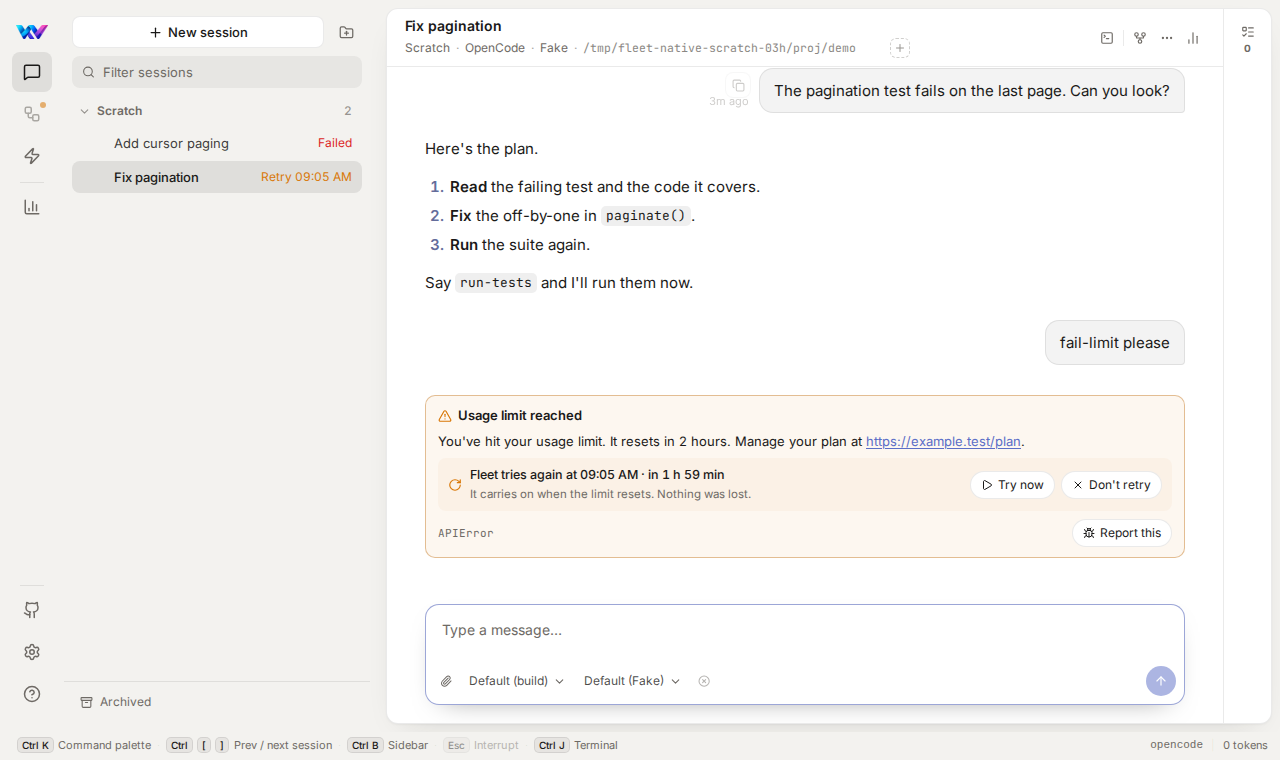 New session
Filter sessions
Scratch 2
Add cursor paging Failed
Fix pagination Retry 09:05 AM
Archived
Fix pagination
Scratch · OpenCode · Fake · /tmp/fleet-native-scratch-03h/proj/demo
0
The pagination test fails on the last page. Can you look?
3m ago
Here's the plan.
1. Read the failing test and the code it covers.
2. Fix the off-by-one in paginate().
3. Run the suite again.
Say run-tests and I'll run them now.
fail-limit please
Usage limit reached
You've hit your usage limit. It resets in 2 hours. Manage your plan at https://example.test/plan.
Fleet tries again at 09:05 AM · in 1 h 59 min
It carries on when the limit resets. Nothing was lost.
Try now
Don't retry
APIError
Report this
Type a message...
Default (build) Default (Fake)
Ctrl K Command palette Ctrl [ ] Prev / next session Ctrl B Sidebar Esc Interrupt Ctrl J Terminal opencode 0 tokens